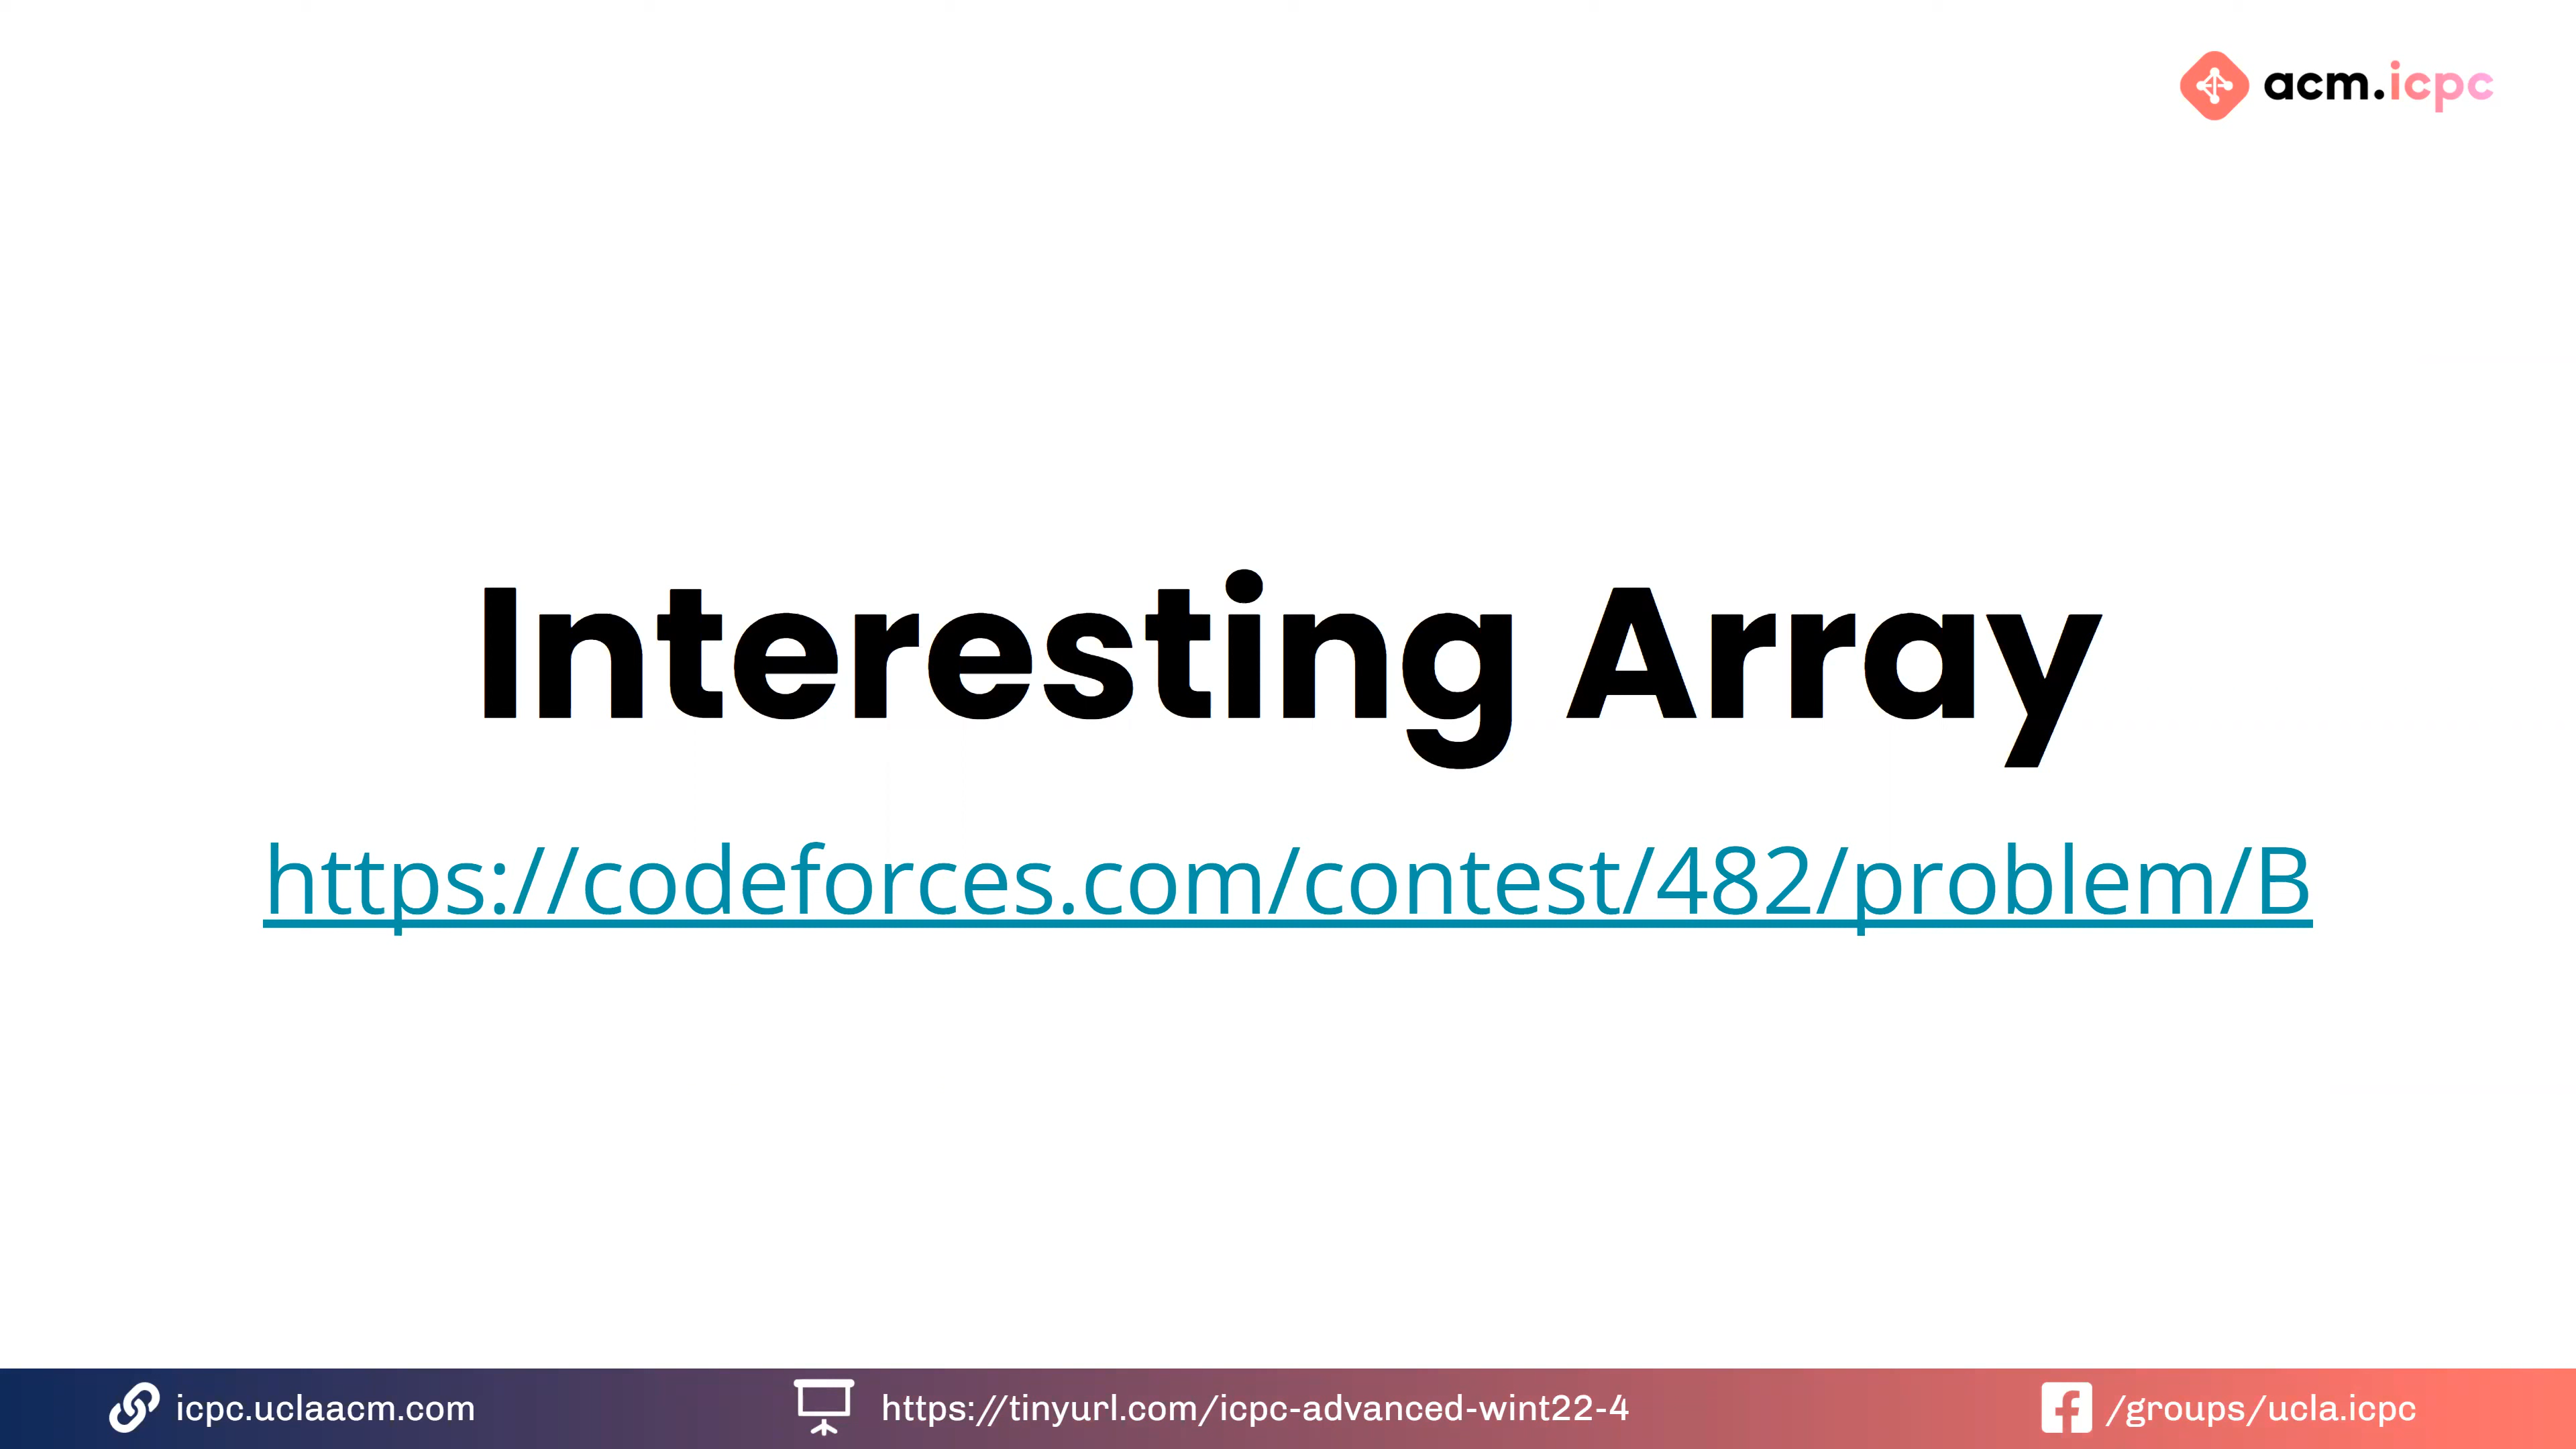 acm.icpc
Interesting Array
https://codeforces.com/contest/482/problem/B
icpc.uclaacm.com
https://tinyurl.com/icpc-advanced-wint22-4
/groups/ucla.icpc